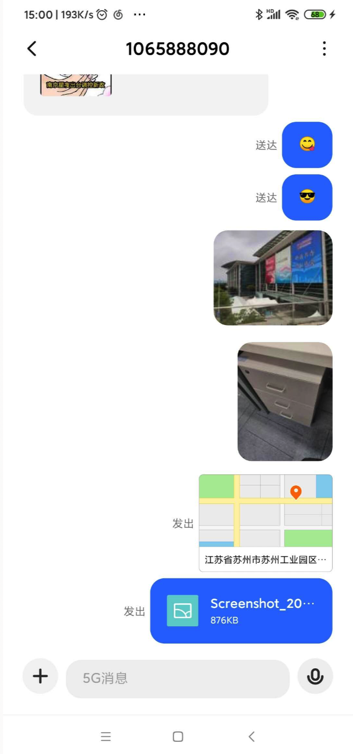 15:00 | 193K/s
HD
68
1065888090
送达
送达
发出
江苏省苏州市苏州工业园区…
发出
Screenshot_20…
876KB
5G消息